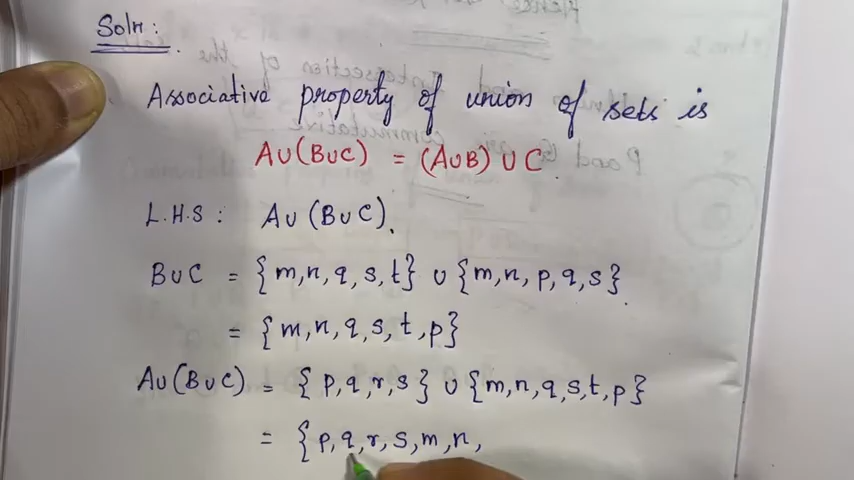 Soln:
Associative property of union of sets is
A∪(B∪C) = (A∪B) ∪ C.
L.H.S: A∪(B∪C).
B∪C = {m,n,q,s,t} ∪ {m,n,p,q,s}.
= {m,n,q,s,t,p}
A∪(B∪C) = {p,q,r,s} ∪ {m,n,q,s,t,p}
= {p,q,r,s,m,n,